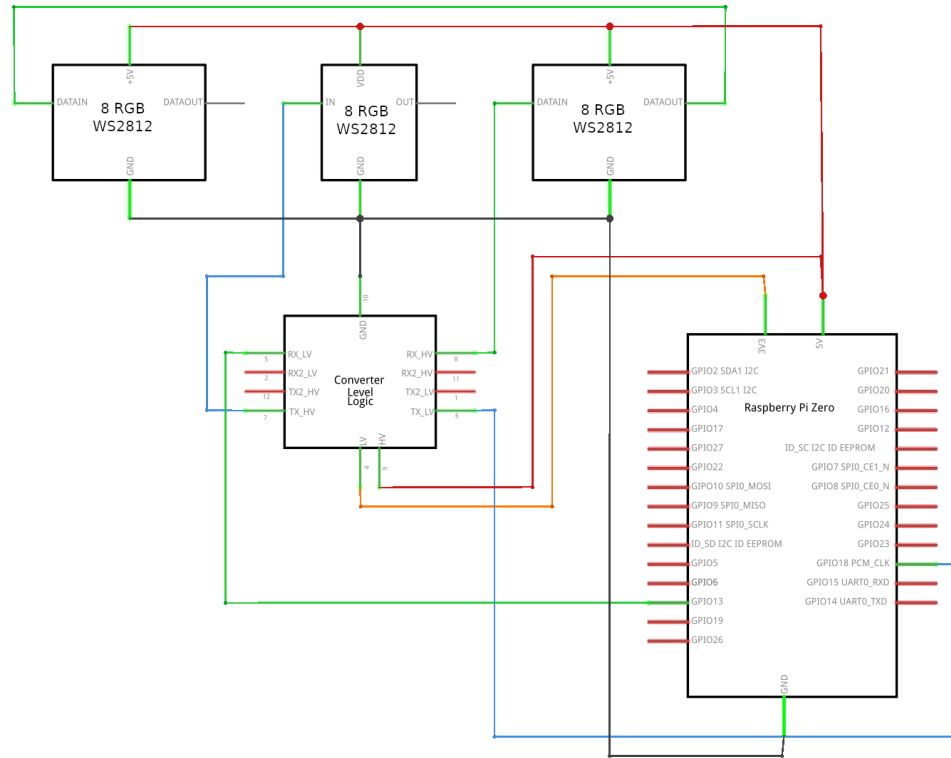 +5V
VDD
+5V
DATAIN
DATAOUT
8 RGB
WS2812
IN
OUT
8 RGB
WS2812
DATAIN
DATAOUT
8 RGB
WS2812
GND
GND
GND
10
GND
RX_LV
5
RX2_LV
2
TX2_HV
12
TX_HV
7
RX_HV
8
RX2_HV
11
TX2_LV
1
TX_LV
6
Converter
Level
Logic
LV
HV
4
9
3V3
5V
Raspberry Pi Zero
GPIO2 SDA1 I2C
GPIO3 SCL1 I2C
GPIO4
GPIO17
GPIO27
GPIO22
GIPO10 SPI0_MOSI
GPIO9 SPI0_MISO
GPIO11 SPI0_SCLK
ID_SD I2C ID EEPROM
GPIO5
GPIO6
GPIO13
GPIO19
GPIO26
GPIO21
GPIO20
GPIO16
GPIO12
ID_SC I2C ID EEPROM
GPIO7 SPI0_CE1_N
GPIO8 SPI0_CE0_N
GPIO25
GPIO24
GPIO23
GPIO18 PCM_CLK
GPIO15 UART0_RXD
GPIO14 UART0_TXD
GND